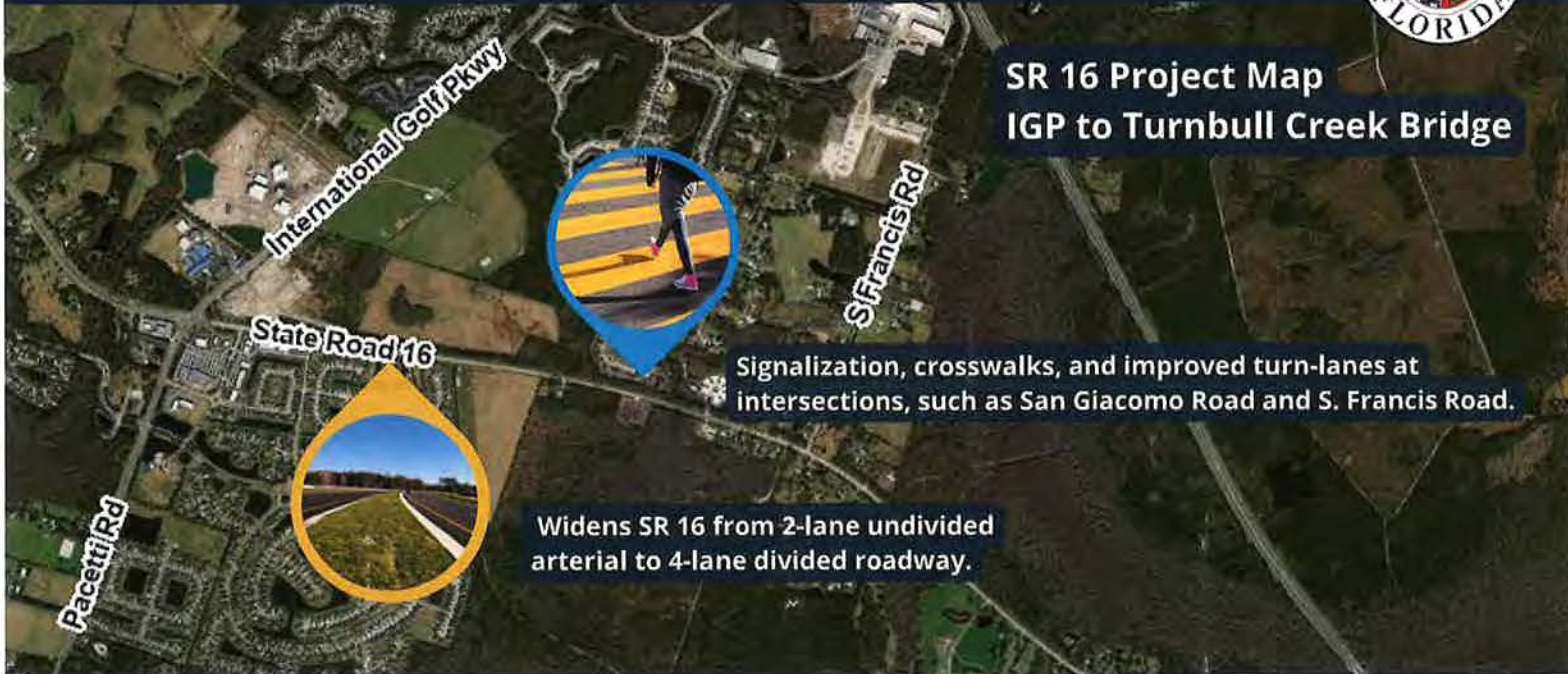 FLORIDA
SR 16 Project Map
IGP to Turnbull Creek Bridge
International Golf Pkwy
S Francis Rd
State Road 16
Signalization, crosswalks, and improved turn-lanes at
intersections, such as San Giacomo Road and S. Francis Road.
Widens SR 16 from 2-lane undivided
arterial to 4-lane divided roadway.
Pacetti Rd